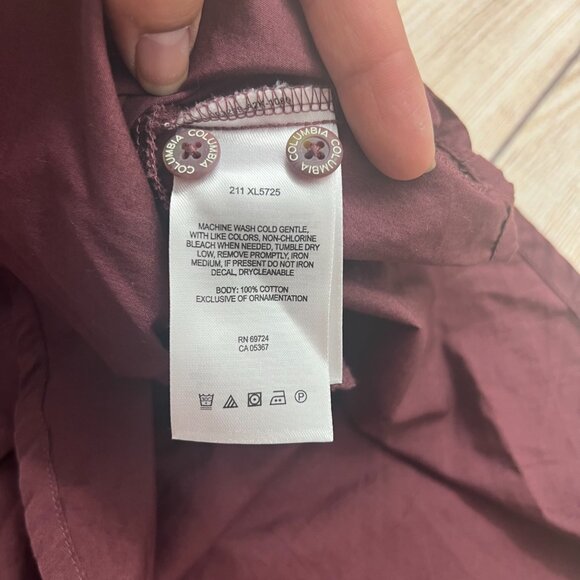 COLUMBIA COLUMBIA
COLUMBIA COLUMBIA
211 XL5725
MACHINE WASH COLD GENTLE,
WITH LIKE COLORS, NON-CHLORINE
BLEACH WHEN NEEDED, TUMBLE DRY
LOW, REMOVE PROMPTLY, IRON
MEDIUM, IF PRESENT DO NOT IRON
DECAL, DRYCLEANABLE
BODY: 100% COTTON
EXCLUSIVE OF ORNAMENTATION
RN 69724
CA 05367
P